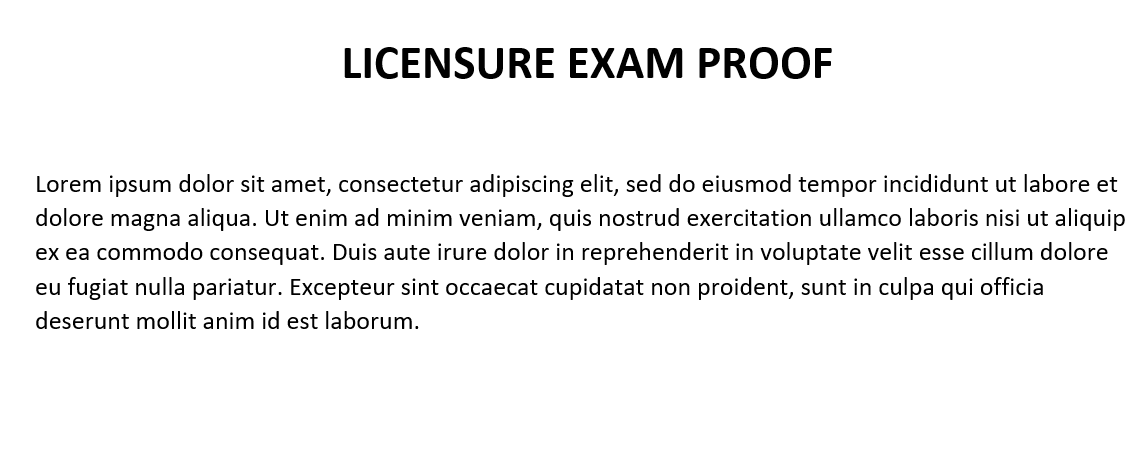 LICENSURE EXAM PROOF
Lorem ipsum dolor sit amet, consectetur adipiscing elit, sed do eiusmod tempor incididunt ut labore et
dolore magna aliqua. Ut enim ad minim veniam, quis nostrud exercitation ullamco laboris nisi ut aliquip
ex ea commodo consequat. Duis aute irure dolor in reprehenderit in voluptate velit esse cillum dolore
eu fugiat nulla pariatur. Excepteur sint occaecat cupidatat non proident, sunt in culpa qui officia
deserunt mollit anim id est laborum.